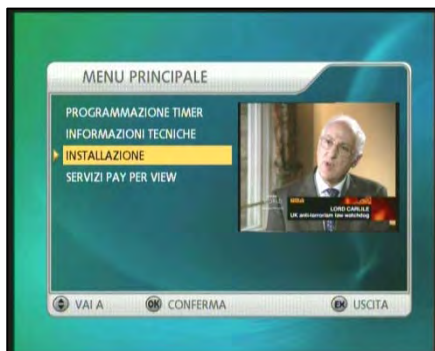 MENU PRINCIPALE
PROGRAMMAZIONE TIMER
INFORMAZIONI TECNICHE
INSTALLAZIONE
SERVIZI PAY PER VIEW
LORD CARLILE
UK anti-terrorism law watchdog
VAI A
OK CONFERMA
EX USCITA